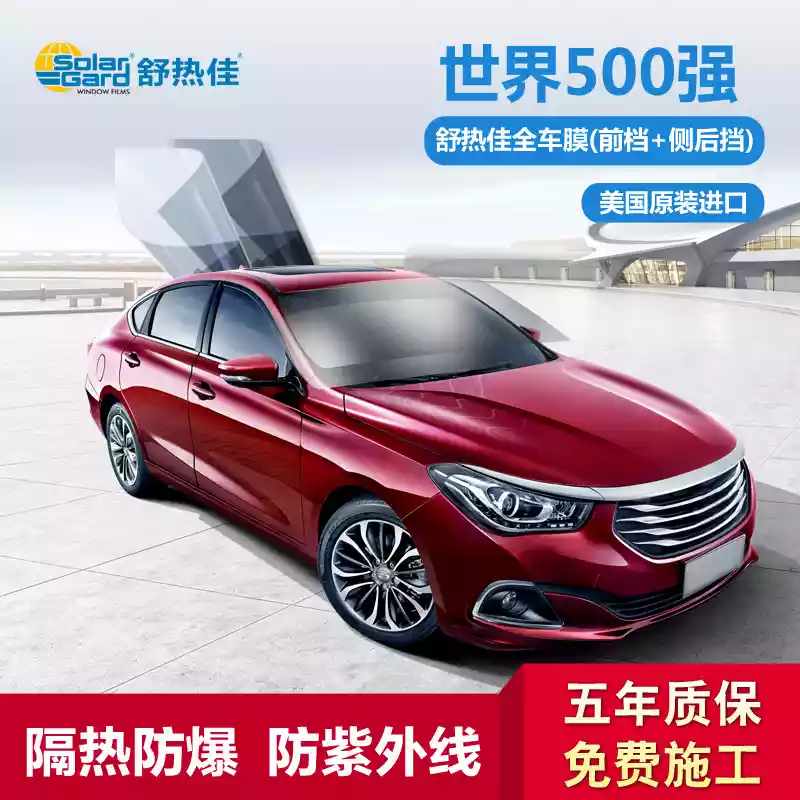 Solar
Gard® 舒热佳®
WINDOW FILMS
世界500强
舒热佳全车膜(前档+侧后挡)
美国原装进口
隔热防爆 防紫外线
五年质保
免费施工